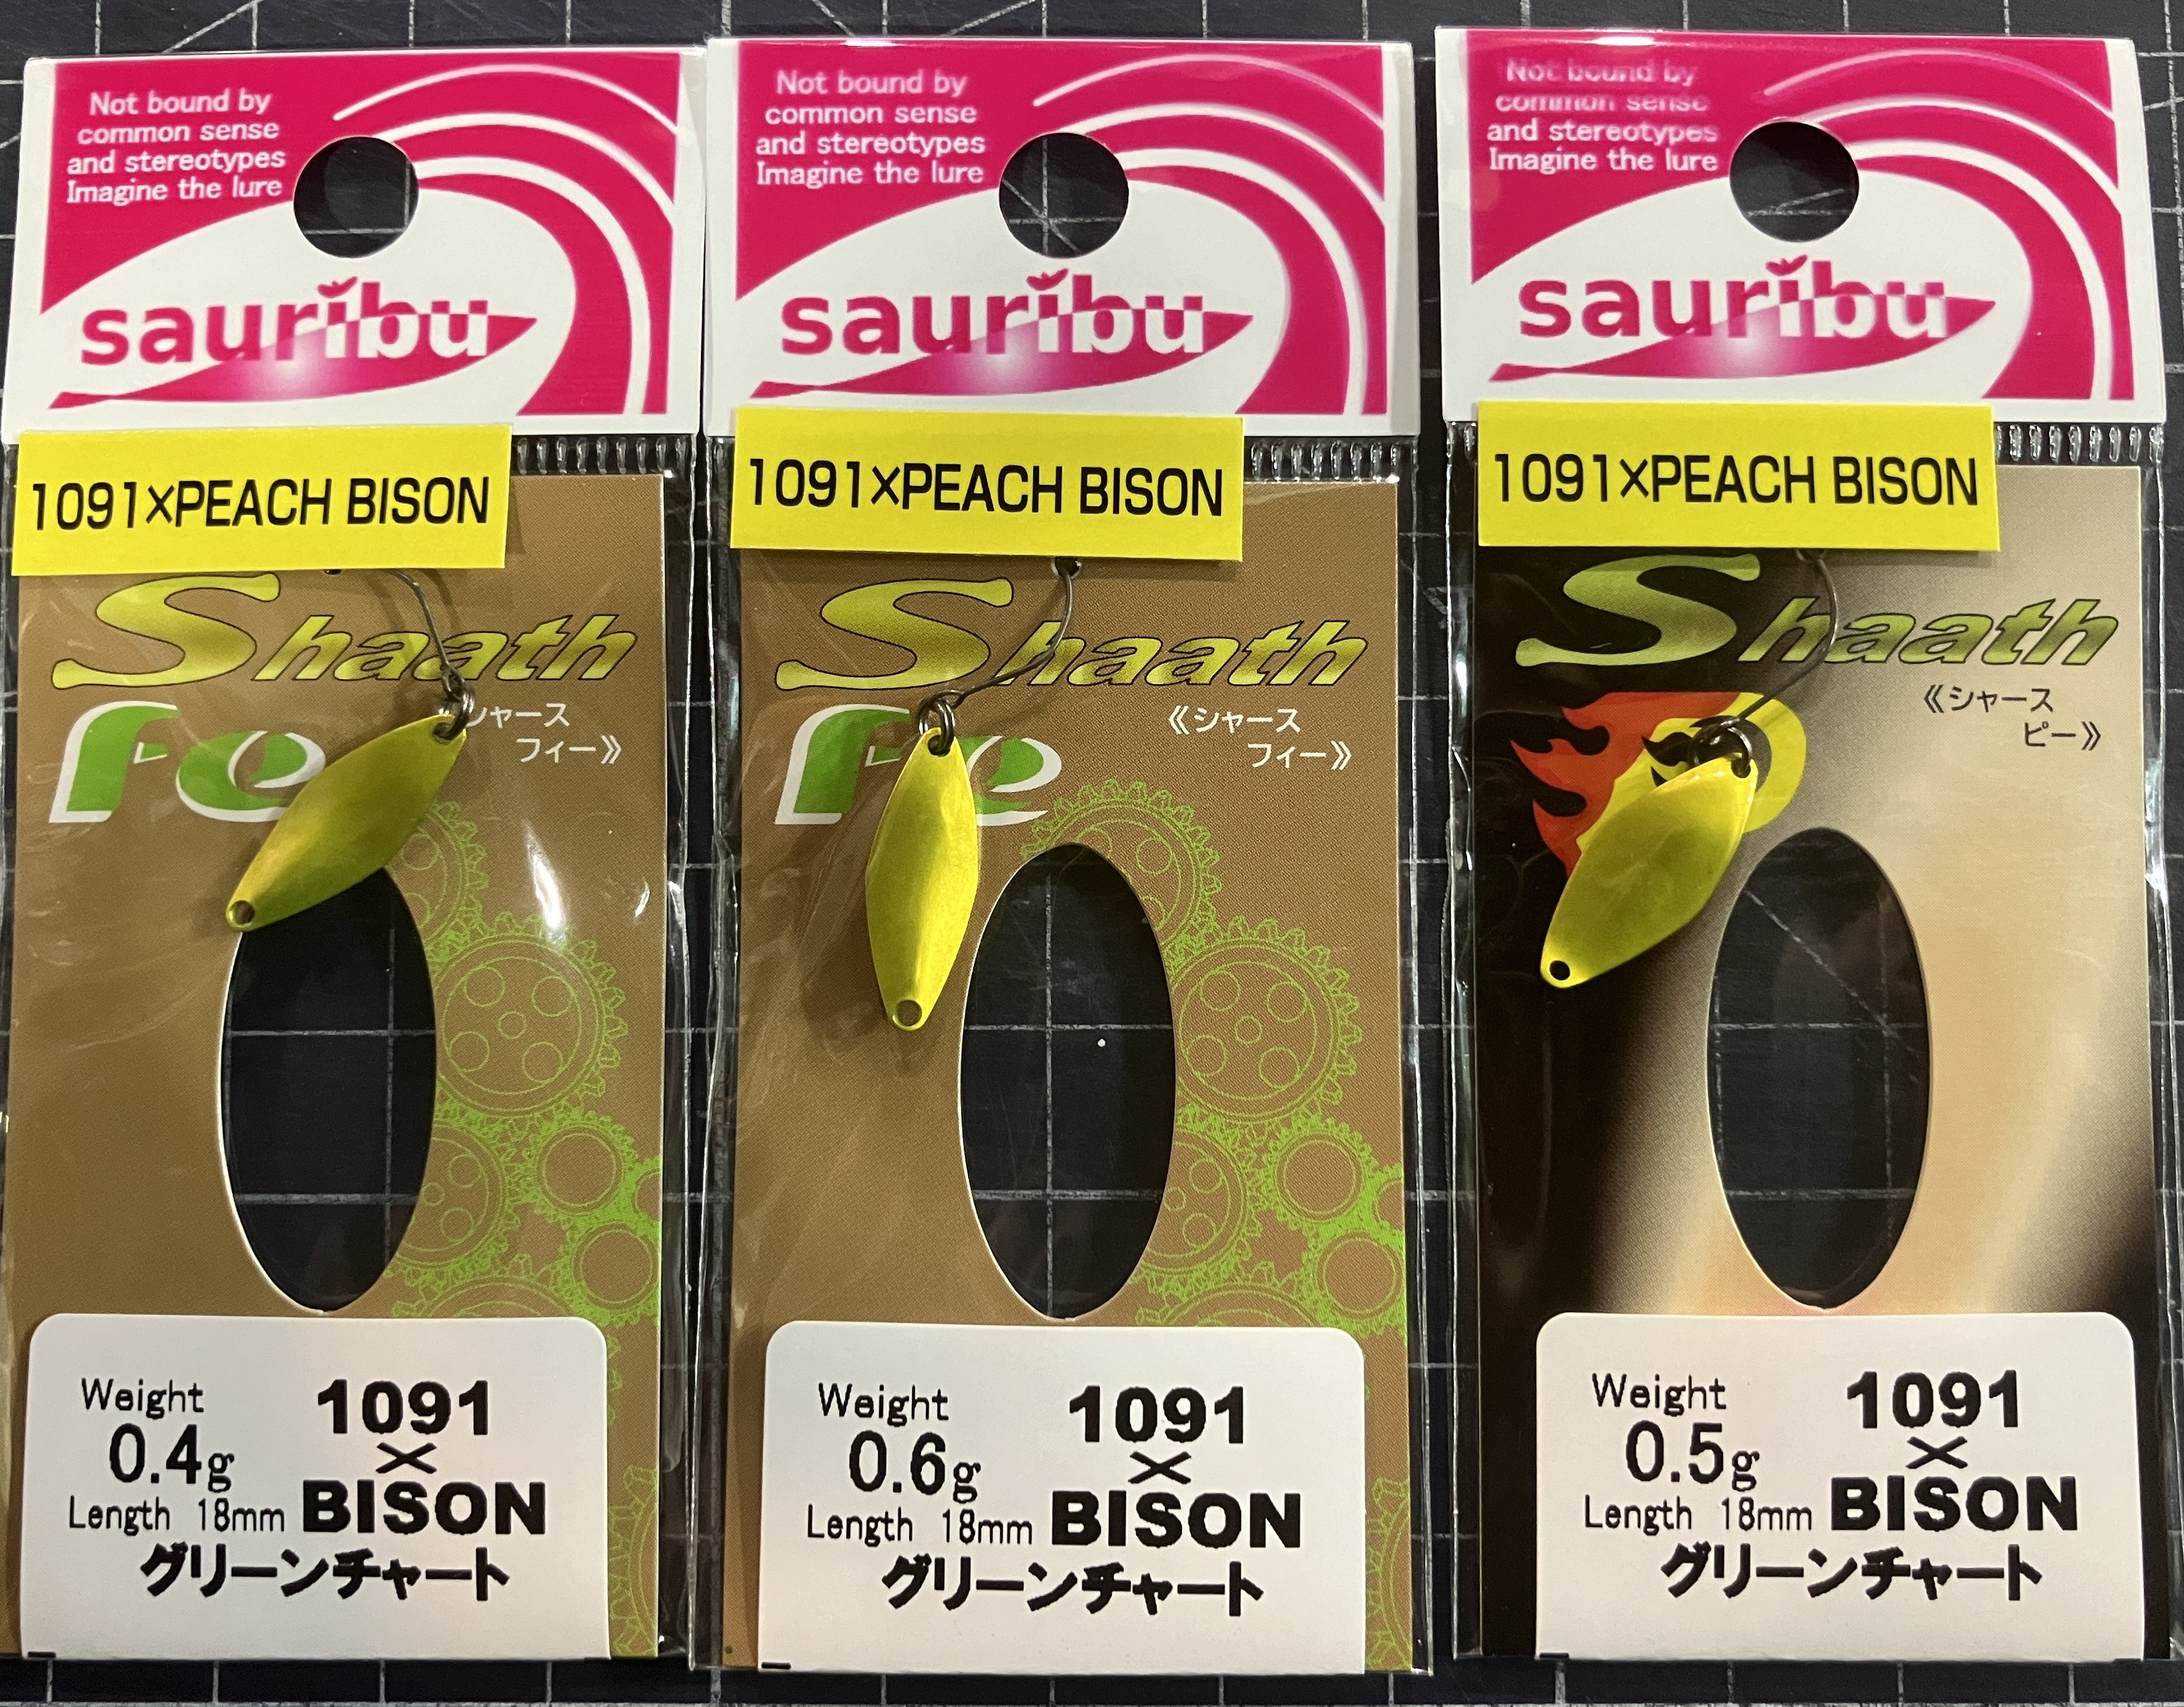 Not bound by
common sense
and stereotypes
Imagine the lure
sauribu
1091×PEACH BISON
Shaath
Fe
シャース
フィー》
Weight
0.4g
Length 18mm
1091
×
BISON
グリーンチャート
Not bound by
common sense
and stereotypes
Imagine the lure
sauribu
1091×PEACH BISON
Shaath
Fe
《シャース
フィー》
Weight
0.6g
Length 18mm
1091
×
BISON
グリーンチャート
Not bound by
common sense
and stereotypes
Imagine the lure
sauribu
1091×PEACH BISON
Shaath
《シャース
ピー》
Weight
0.5g
Length 18mm
1091
×
BISON
グリーンチャート